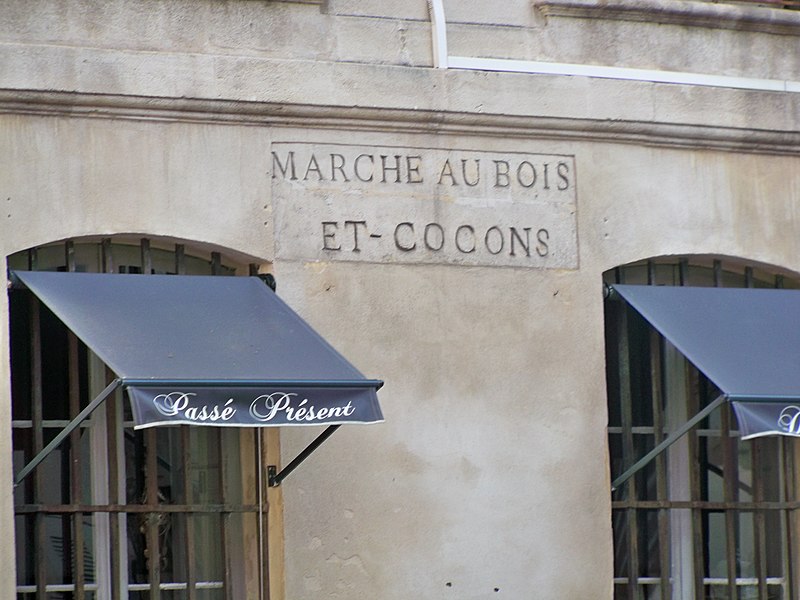 MARCHE AU BOIS
ET-COCONS
Passé Présent